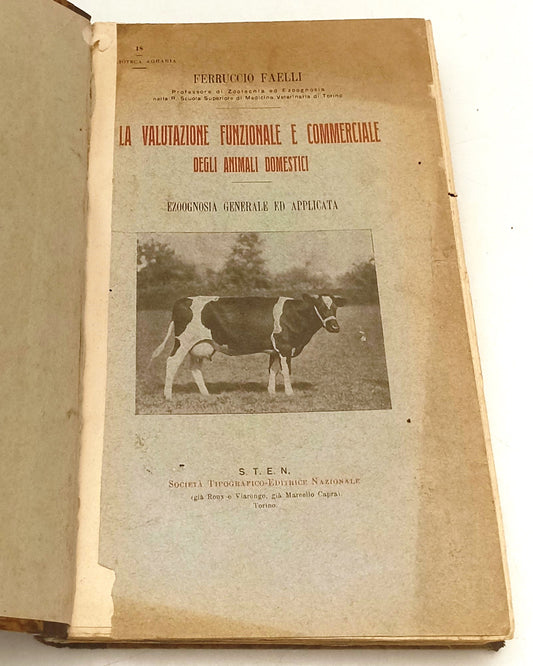 18
IOTECA AGRARIA
FERRUCCIO FAELLI
Professore di Zootecnia ed Ezoognosia
nella R. Scuola Superiore di Medicina Veterinaria di Torino
LA VALUTAZIONE FUNZIONALE E COMMERCIALE
DEGLI ANIMALI DOMESTICI
EZOOGNOSIA GENERALE ED APPLICATA
S. T. E. N.
SOCIETÀ TIPOGRAFICO-EDITRICE NAZIONALE
(già Roux e Viarengo, già Marcello Capra)
Torino.